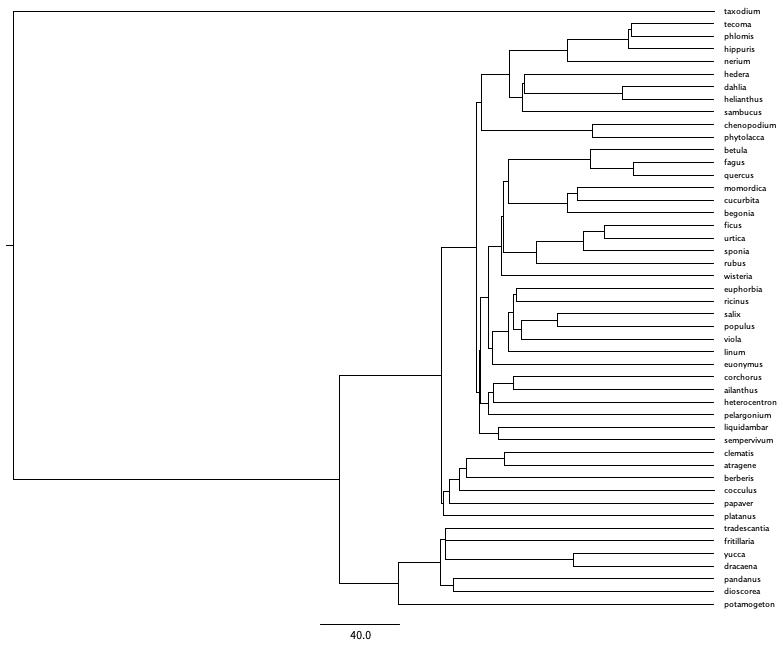 taxodium
tecoma
phlomis
hippuris
nerium
hedera
dahlia
helianthus
sambucus
chenopodium
phytolacca
betula
fagus
quercus
momordica
cucurbita
begonia
ficus
urtica
sponia
rubus
wisteria
euphorbia
ricinus
salix
populus
viola
linum
euonymus
corchorus
ailanthus
heterocentron
pelargonium
liquidambar
sempervivum
clematis
atragene
berberis
cocculus
papaver
platanus
tradescantia
fritillaria
yucca
dracaena
pandanus
dioscorea
potamogeton
40.0